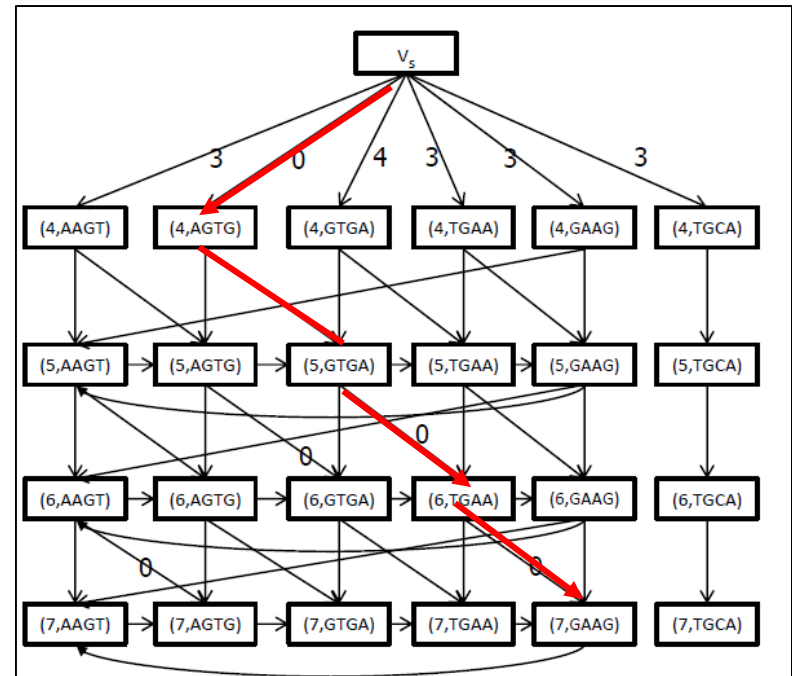 Vs
3 0 4 3 3 3
(4,AAGT) (4,AGTG) (4,GTGA) (4,TGAA) (4,GAAG) (4,TGCA)
(5,AAGT) (5,AGTG) (5,GTGA) (5,TGAA) (5,GAAG) (5,TGCA)
0
0
(6,AAGT) (6,AGTG) (6,GTGA) (6,TGAA) (6,GAAG) (6,TGCA)
0 0
(7,AAGT) (7,AGTG) (7,GTGA) (7,TGAA) (7,GAAG) (7,TGCA)